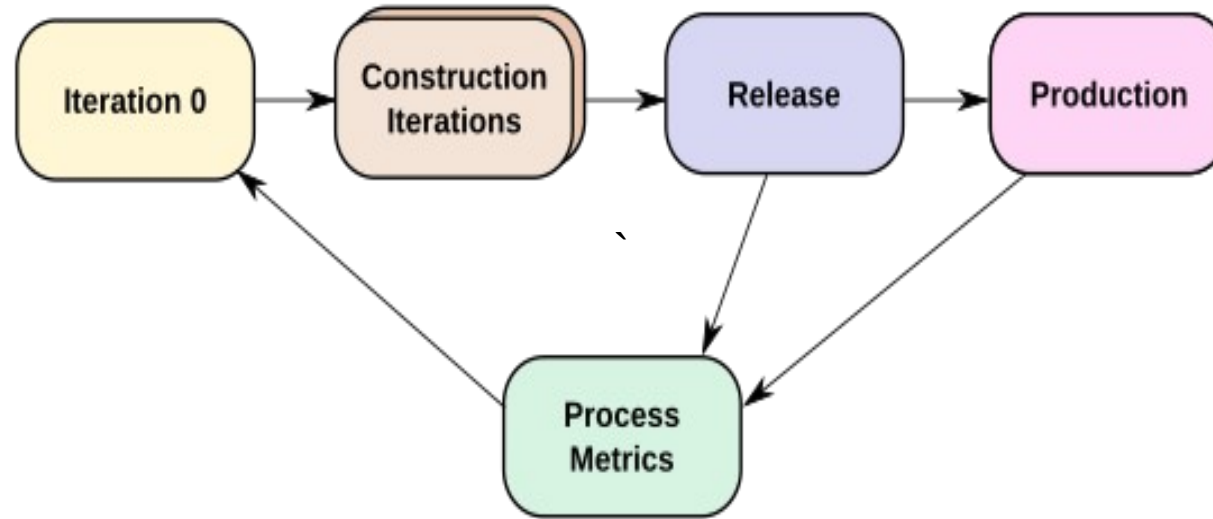 Iteration 0
Construction
Iterations
Release
Production
`
Process
Metrics